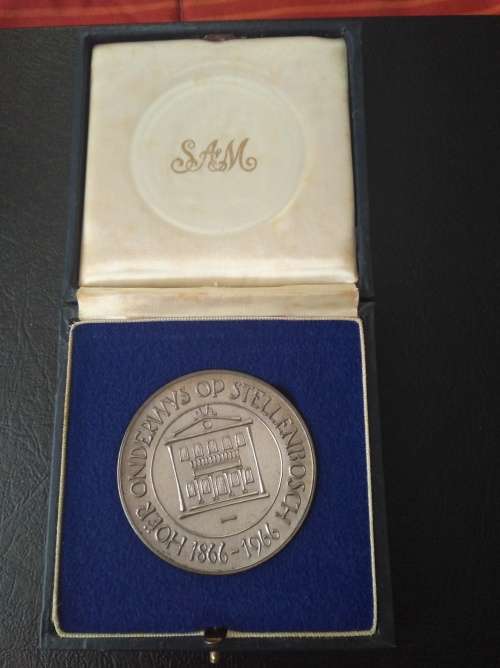 SAM
HOËR ONDERWYS OP STELLENBOSCH
1866-1966